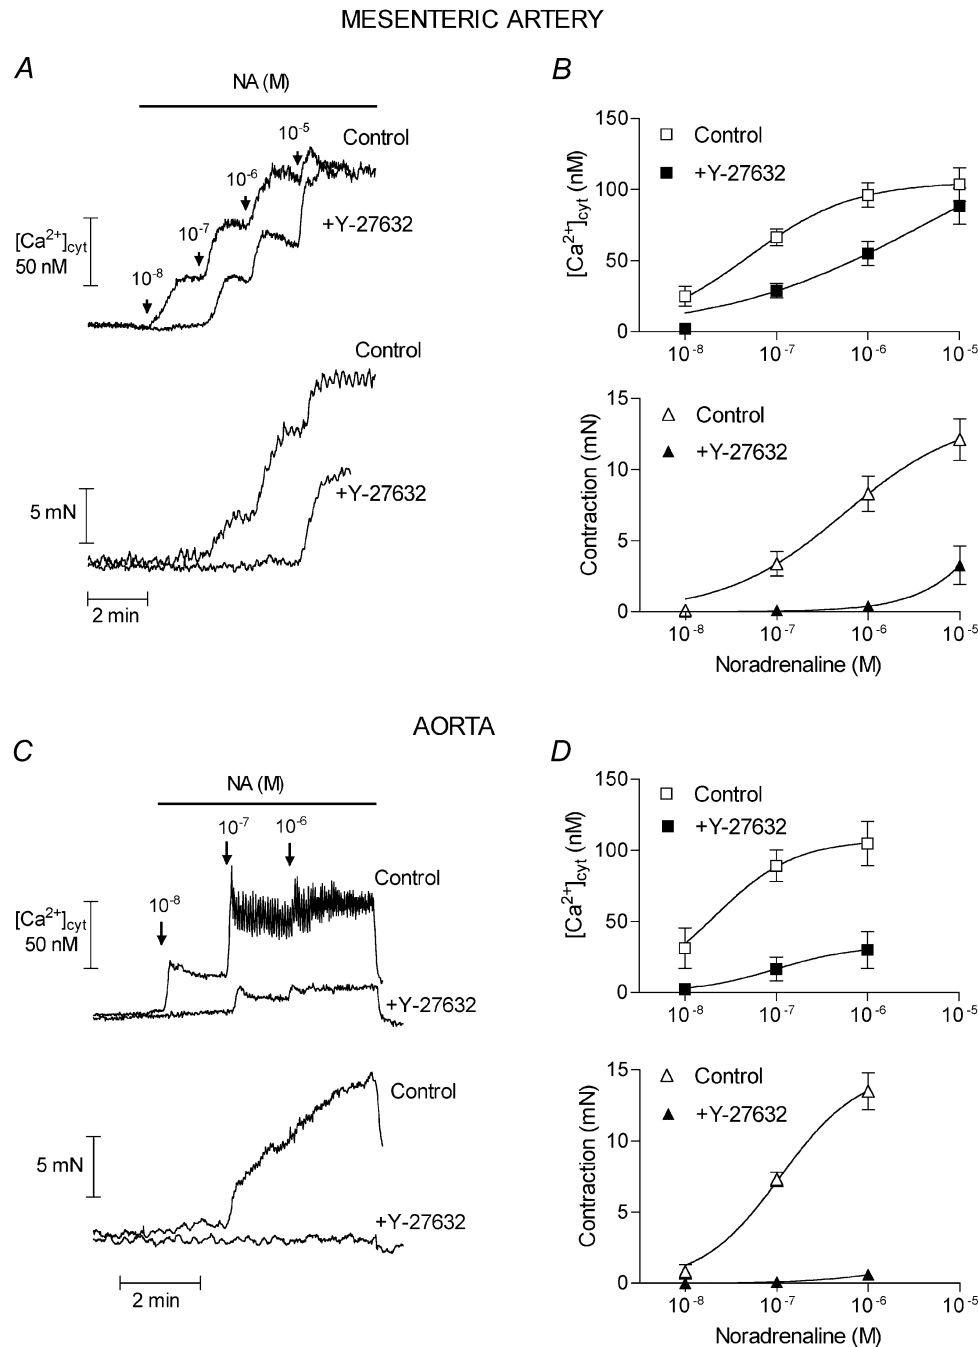 MESENTERIC ARTERY
A
NA (M)
Control
10⁻⁵
10⁻⁶
+Y-27632
10⁻⁷
[Ca²⁺]cyt
50 nM
10⁻⁸
Control
+Y-27632
5 mN
2 min
B
150
100
50
0
[Ca²⁺]cyt (nM)
Control
+Y-27632
10⁻⁸ 10⁻⁷ 10⁻⁶ 10⁻⁵
15
10
5
0
Contraction (mN)
Control
+Y-27632
10⁻⁸ 10⁻⁷ 10⁻⁶ 10⁻⁵
Noradrenaline (M)
AORTA
C
NA (M)
10⁻⁷ 10⁻⁶
Control
10⁻⁸
[Ca²⁺]cyt
50 nM
+Y-27632
Control
5 mN
+Y-27632
2 min
D
150
100
50
0
[Ca²⁺]cyt (nM)
Control
+Y-27632
10⁻⁸ 10⁻⁷ 10⁻⁶ 10⁻⁵
15
10
5
0
Contraction (mN)
Control
+Y-27632
10⁻⁸ 10⁻⁷ 10⁻⁶ 10⁻⁵
Noradrenaline (M)